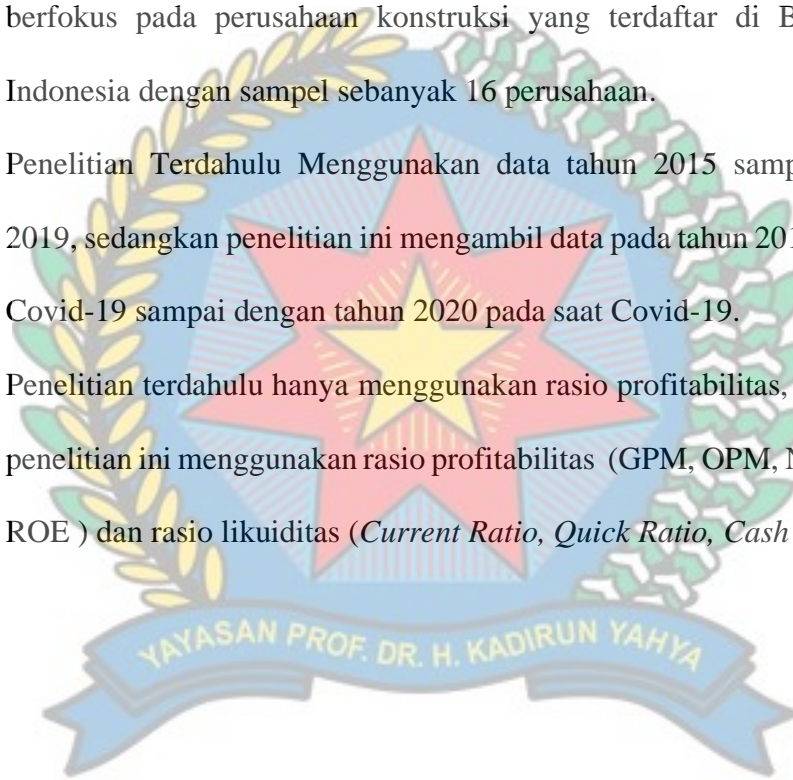 berfokus pada perusahaan konstruksi yang terdaftar di
Indonesia dengan sampel sebanyak 16 perusahaan.
Penelitian Terdahulu Menggunakan data tahun 2015
2019, sedangkan penelitian ini mengambil data pada tahun
Covid-19 sampai dengan tahun 2020 pada saat Covid-19.
Penelitian terdahulu hanya menggunakan rasio profitabilitas,
penelitian ini menggunakan rasio profitabilitas (GPM, OPM,
ROE ) dan rasio likuiditas (Current Ratio, Quick Ratio, Cash
YAYASAN PROF. DR. H. KADIRUN YAHYA